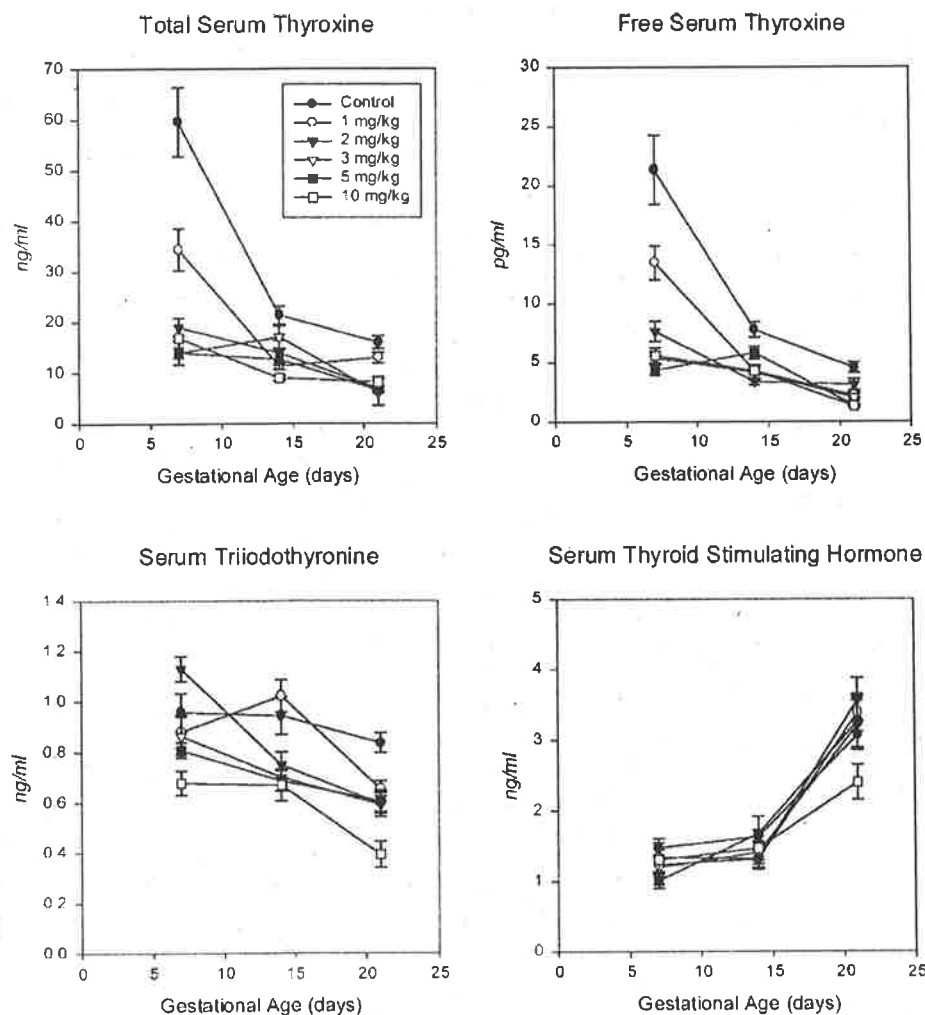 Total Serum Thyroxine
70
60
50
40
30
20
10
0
ng/ml
0 5 10 15 20 25
Gestational Age (days)
Control
1 mg/kg
2 mg/kg
3 mg/kg
5 mg/kg
10 mg/kg
Free Serum Thyroxine
30
25
20
15
10
5
0
pg/ml
0 5 10 15 20 25
Gestational Age (days)
Serum Triiodothyronine
1.4
1.2
1.0
0.8
0.6
0.4
0.2
0.0
ng/ml
0 5 10 15 20 25
Gestational Age (days)
Serum Thyroid Stimulating Hormone
5
4
3
2
1
0
ng/ml
0 5 10 15 20 25
Gestational Age (days)